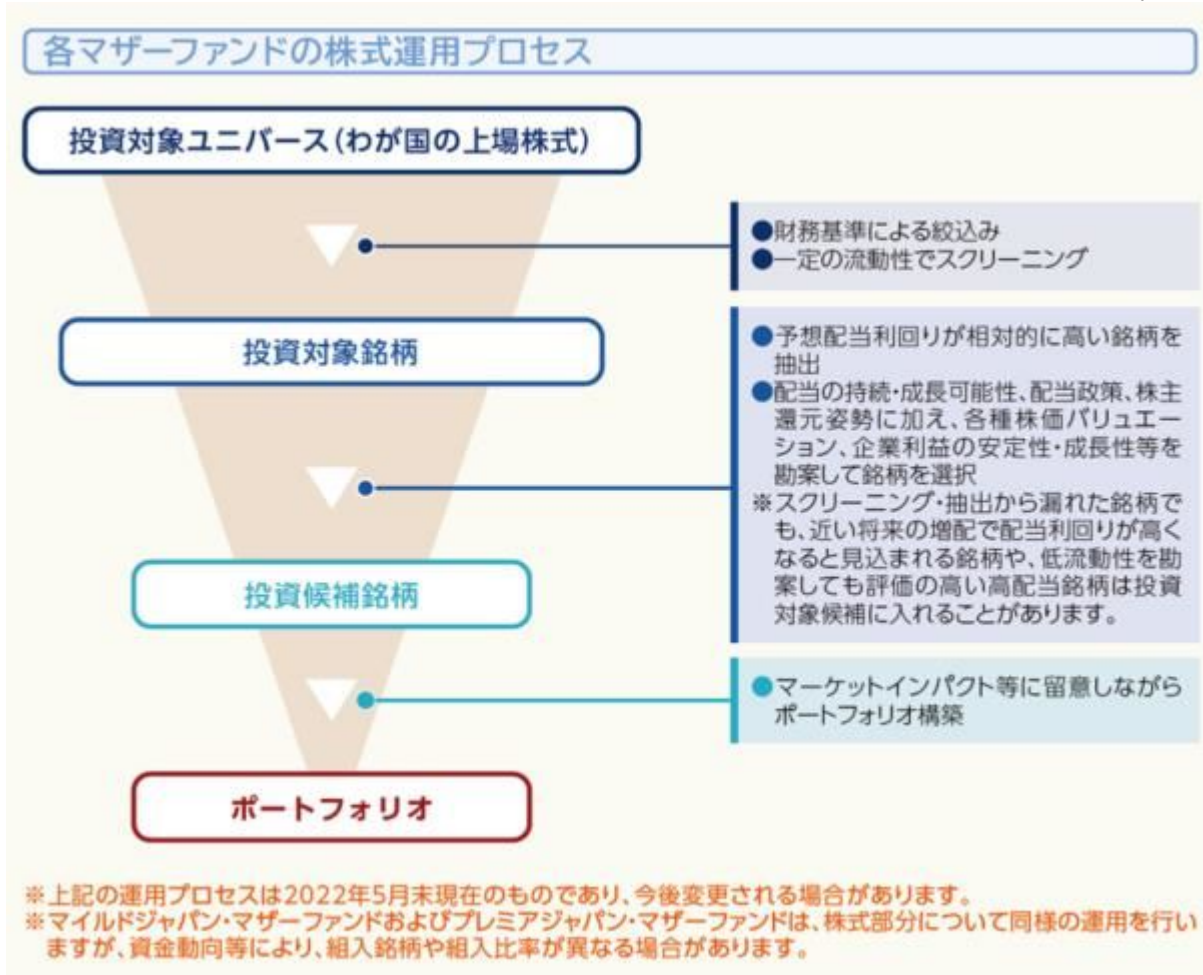 各マザーファンドの株式運用プロセス
投資対象ユニバース(わが国の上場株式)
●財務基準による絞込み
●一定の流動性でスクリーニング
投資対象銘柄
●予想配当利回りが相対的に高い銘柄を
抽出
●配当の持続・成長可能性、配当政策、株主
還元姿勢に加え、各種株価バリュエー
ション、企業利益の安定性・成長性等を
勘案して銘柄を選択
※スクリーニング・抽出から漏れた銘柄で
も、近い将来の増配で配当利回りが高く
なると見込まれる銘柄や、低流動性を勘
案しても評価の高い高配当銘柄は投資
対象候補に入れることがあります。
投資候補銘柄
●マーケットインパクト等に留意しながら
ポートフォリオ構築
ポートフォリオ
※上記の運用プロセスは2022年5月末現在のものであり、今後変更される場合があります。
※マイルドジャパン・マザーファンドおよびプレミアジャパン・マザーファンドは、株式部分について同様の運用を行い
ますが、資金動向等により、組入銘柄や組入比率が異なる場合があります。